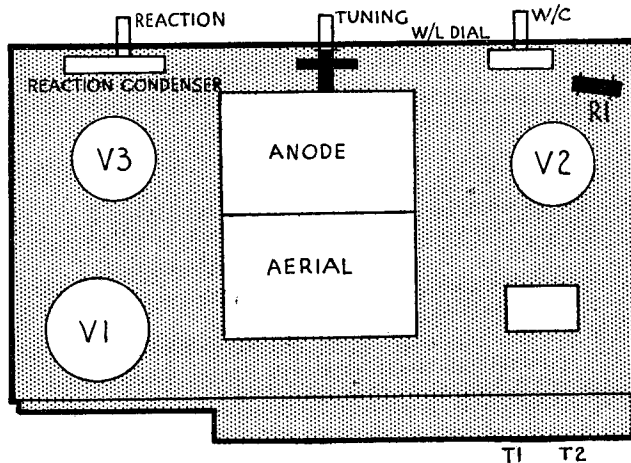 REACTION
TUNING
W/L DIAL
W/C
REACTION CONDENSER
R1
V3
ANODE
V2
AERIAL
V1
T1 T2